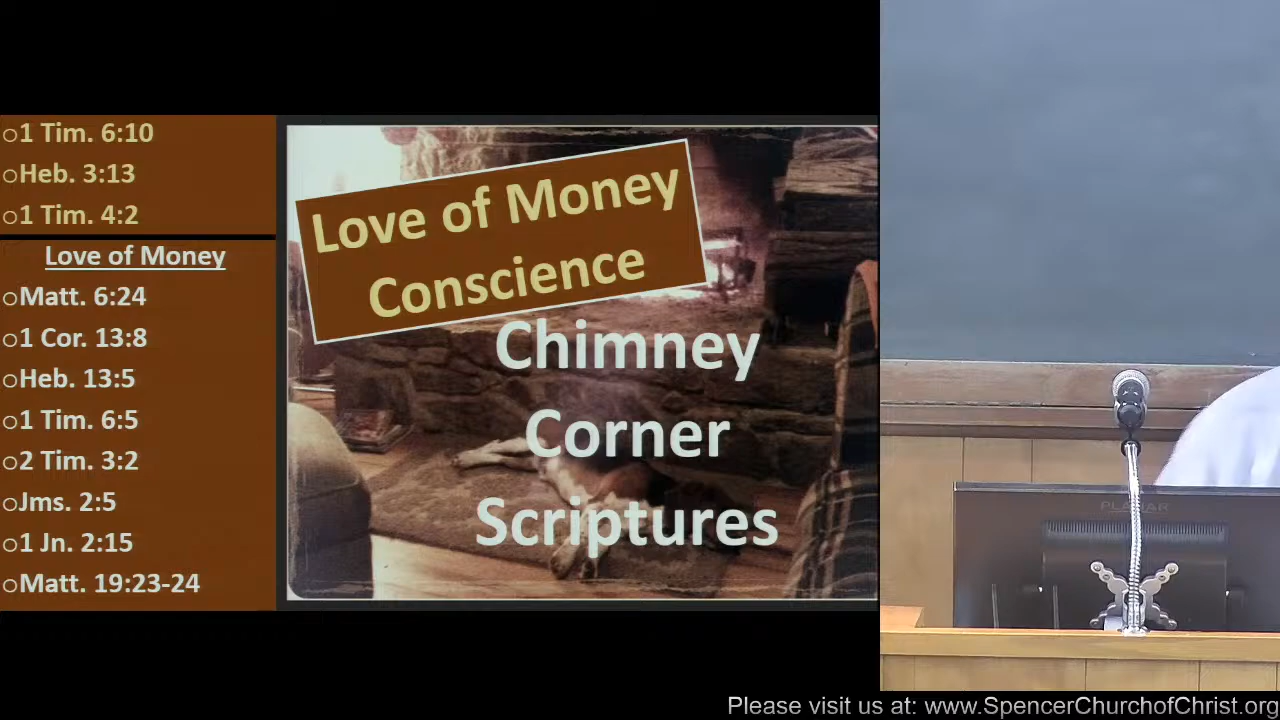 ○1 Tim. 6:10
○Heb. 3:13
○1 Tim. 4:2
Love of Money
○Matt. 6:24
○1 Cor. 13:8
○Heb. 13:5
○1 Tim. 6:5
○2 Tim. 3:2
○Jms. 2:5
○1 Jn. 2:15
○Matt. 19:23-24
Love of Money
Conscience
Chimney
Corner
Scriptures
PLANAR
Please visit us at: www.SpencerChurchofChrist.org